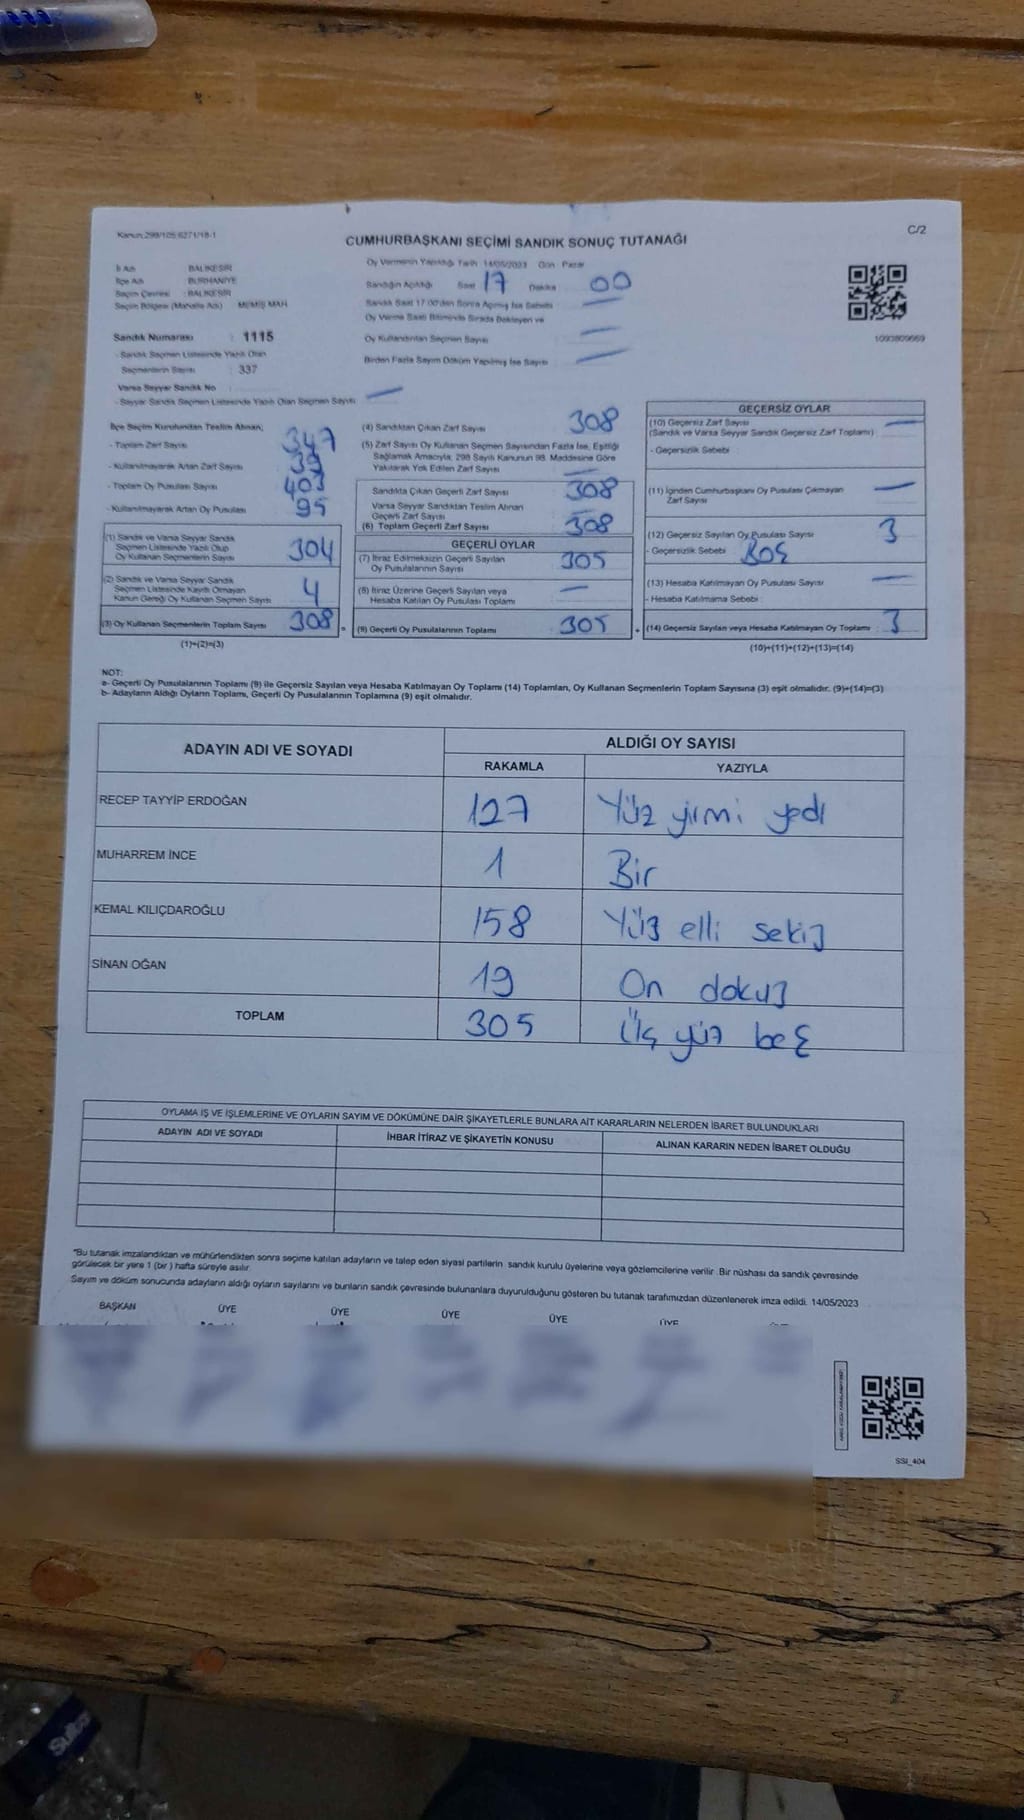 Kanun:298/105 6271/18-1
C/2
CUMHURBAŞKANI SEÇİMİ SANDIK SONUÇ TUTANAĞI
İl Adı BALIKESİR
İlçe Adı BURHANİYE
Seçim Çevresi : BALIKESİR
Seçim Bölgesi (Mahalle Adı) : MEMİŞ MAH
Sandık Numarası : 1115
- Sandık Seçmen Listesinde Yazılı Olan
Seçmenlerin Sayısı 337
Varsa Seyyar Sandık No
- Seyyar Sandık Seçmen Listesinde Yazılı Olan Seçmen Sayısı
Oy Vermenin Yapıldığı Tarih 14/05/2023 Gün Pazar
Sandığın Açıldığı Saat 17 Dakika 00
Sandık Saat 17.00'den Sonra Açılmış İse Sebebi
Oy Verme Saati Bitiminde Sırada Bekleyen ve
Oy Kullandırılan Seçmen Sayısı
Birden Fazla Sayım Döküm Yapılmış İse Sayısı
1093809669
İlçe Seçim Kurulundan Teslim Alınan;
- Toplam Zarf Sayısı 347
- Kullanılmayarak Artan Zarf Sayısı 39
- Toplam Oy Pusulası Sayısı 403
- Kullanılmayarak Artan Oy Pusulası 95
(1) Sandık ve Varsa Seyyar Sandık
Seçmen Listesinde Yazılı Olup
Oy Kullanan Seçmenlerin Sayısı 304
(2) Sandık ve Varsa Seyyar Sandık
Seçmen Listesinde Kayıtlı Olmayan
Kanun Gereği Oy Kullanan Seçmen Sayısı 4
(3) Oy Kullanan Seçmenlerin Toplam Sayısı 308 =
(1)+(2)=(3)
(4) Sandıktan Çıkan Zarf Sayısı 308
(5) Zarf Sayısı Oy Kullanan Seçmen Sayısından Fazla İse, Eşitliği
Sağlamak Amacıyla; 298 Sayılı Kanunun 98. Maddesine Göre
Yakılarak Yok Edilen Zarf Sayısı
Sandıkta Çıkan Geçerli Zarf Sayısı 308
Varsa Seyyar Sandıktan Teslim Alınan
Geçerli Zarf Sayısı
(6) Toplam Geçerli Zarf Sayısı 308
GEÇERLİ OYLAR
(7) İtiraz Edilmeksizin Geçerli Sayılan
Oy Pusulalarının Sayısı 305
(8) İtiraz Üzerine Geçerli Sayılan veya
Hesaba Katılan Oy Pusulası Toplamı
(9) Geçerli Oy Pusulalarının Toplamı 305 +
GEÇERSİZ OYLAR
(10) Geçersiz Zarf Sayısı
(Sandık ve Varsa Seyyar Sandık Geçersiz Zarf Toplamı)
- Geçersizlik Sebebi
(11) İçinden Cumhurbaşkanı Oy Pusulası Çıkmayan
Zarf Sayısı
(12) Geçersiz Sayılan Oy Pusulası Sayısı 3
- Geçersizlik Sebebi BOŞ
(13) Hesaba Katılmayan Oy Pusulası Sayısı
- Hesaba Katılmama Sebebi
(14) Geçersiz Sayılan veya Hesaba Katılmayan Oy Toplamı : 3
(10)+(11)+(12)+(13)=(14)
NOT:
a- Geçerli Oy Pusulalarının Toplamı (9) ile Geçersiz Sayılan veya Hesaba Katılmayan Oy Toplamı (14) Toplamları, Oy Kullanan Seçmenlerin Toplam Sayısına (3) eşit olmalıdır. (9)+(14)=(3)
b- Adayların Aldığı Oyların Toplamı, Geçerli Oy Pusulalarının Toplamına (9) eşit olmalıdır.
ADAYIN ADI VE SOYADI
ALDIĞI OY SAYISI
RAKAMLA YAZIYLA
RECEP TAYYİP ERDOĞAN 127 Yüz yirmi yedi
MUHARREM İNCE 1 Bir
KEMAL KILIÇDAROĞLU 158 Yüz elli sekiz
SİNAN OĞAN 19 On dokuz
TOPLAM 305 Üç yüz beş
OYLAMA İŞ VE İŞLEMLERİNE VE OYLARIN SAYIM VE DÖKÜMÜNE DAİR ŞİKAYETLERLE BUNLARA AİT KARARLARIN NELERDEN İBARET BULUNDUKLARI
ADAYIN ADI VE SOYADI İHBAR İTİRAZ VE ŞİKAYETİN KONUSU ALINAN KARARIN NEDEN İBARET OLDUĞU
*Bu tutanak imzalandıktan ve mühürlendikten sonra seçime katılan adayların ve talep eden siyasi partilerin sandık kurulu üyelerine veya gözlemcilerine verilir .Bir nüshası da sandık çevresinde
görülecek bir yere 1 (bir ) hafta süreyle asılır.
Sayım ve döküm sonucunda adayların aldığı oyların sayılarını ve bunların sandık çevresinde bulunanlara duyurulduğunu gösteren bu tutanak tarafımızdan düzenlenerek imza edildi. 14/05/2023
BAŞKAN ÜYE ÜYE ÜYE ÜYE ÜYE
SSI_404
Sultan